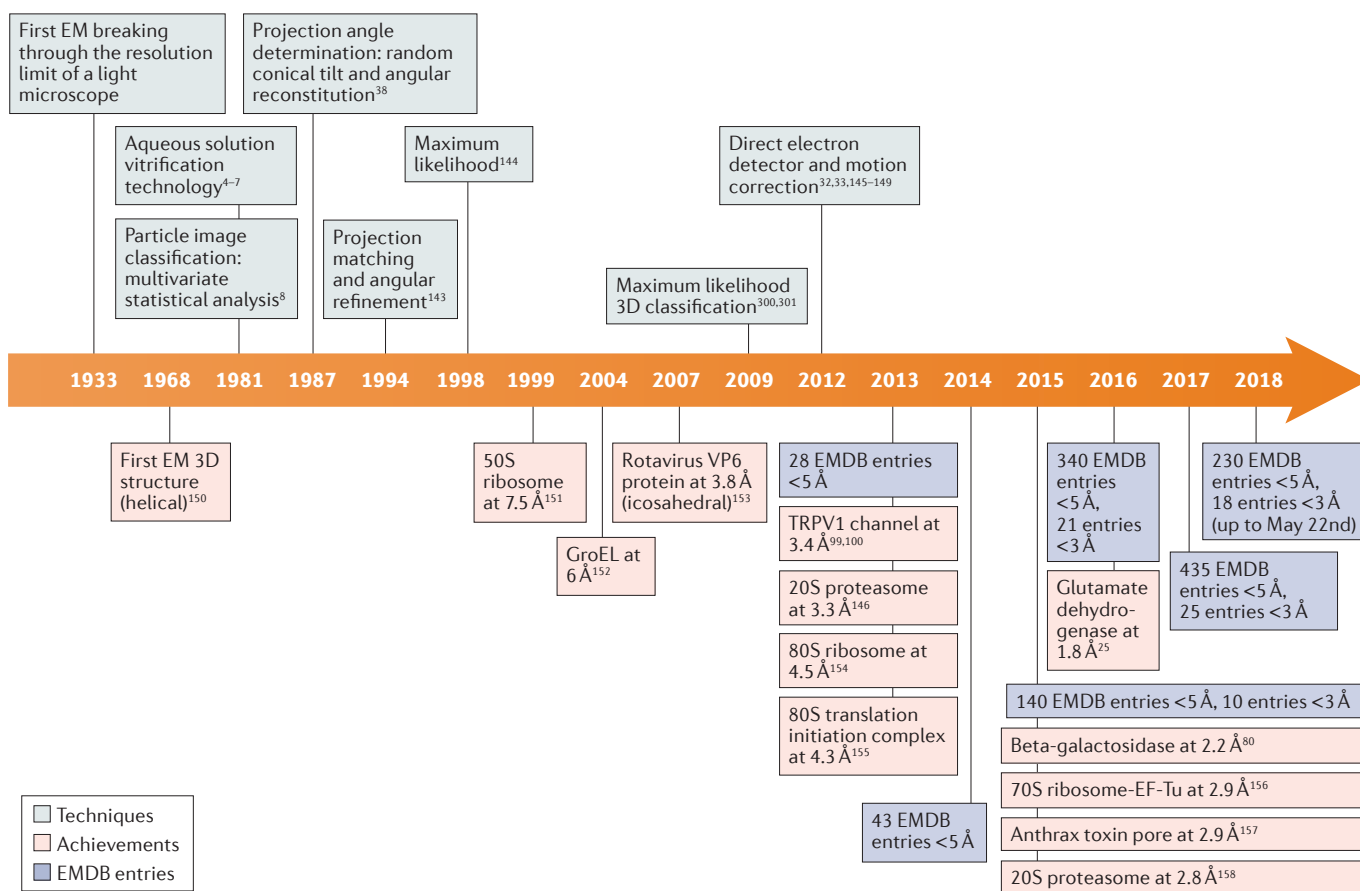 First EM breaking
through the resolution
limit of a light
microscope
Projection angle
determination: random
conical tilt and angular
reconstitution38
Aqueous solution
vitrification
technology4–7
Maximum
likelihood144
Direct electron
detector and motion
correction32,33,145–149
Particle image
classification:
multivariate
statistical analysis8
Projection
matching
and angular
refinement143
Maximum likelihood
3D classification300,301
1933 1968 1981 1987 1994 1998 1999 2004 2007 2009 2012 2013 2014 2015 2016 2017 2018
First EM 3D
structure
(helical)150
50S
ribosome
at 7.5 Å151
GroEL at
6 Å152
Rotavirus VP6
protein at 3.8 Å
(icosahedral)153
28 EMDB entries
<5 Å
TRPV1 channel at
3.4 Å99,100
20S proteasome
at 3.3 Å146
80S ribosome at
4.5 Å154
80S translation
initiation complex
at 4.3 Å155
43 EMDB
entries <5 Å
340 EMDB
entries
<5 Å,
21 entries
<3 Å
Glutamate
dehydro-
genase at
1.8 Å25
230 EMDB
entries <5 Å,
18 entries <3 Å
(up to May 22nd)
435 EMDB
entries <5 Å,
25 entries <3 Å
140 EMDB entries <5 Å, 10 entries <3 Å
Beta-galactosidase at 2.2 Å80
70S ribosome-EF-Tu at 2.9 Å156
Anthrax toxin pore at 2.9 Å157
20S proteasome at 2.8 Å158
Techniques
Achievements
EMDB entries